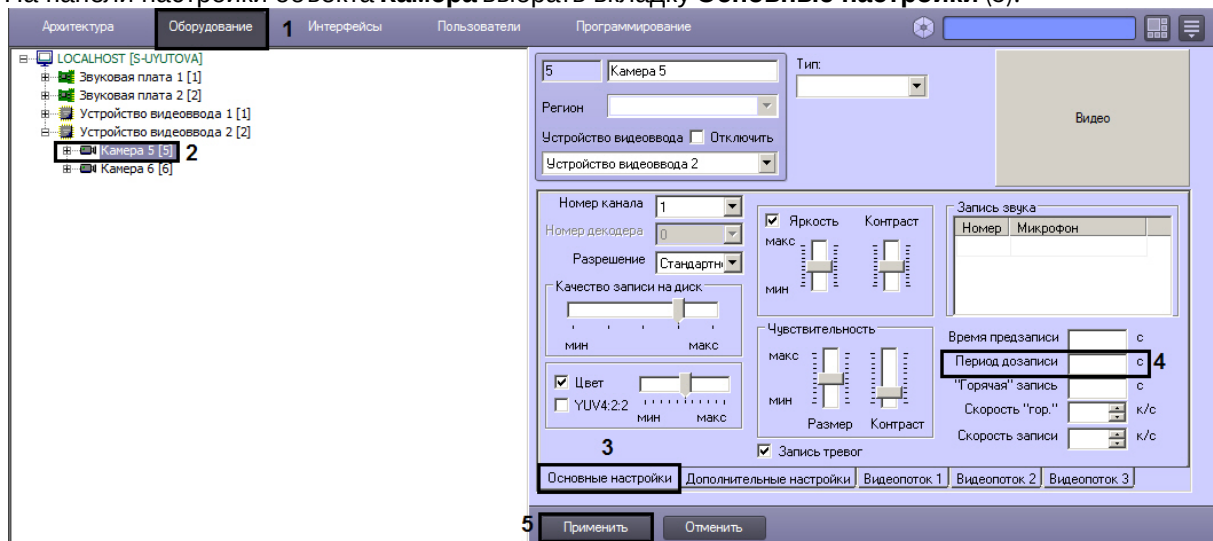 На панели настройки объекта Камера выбрать вкладку Основные настройки (3).
Архитектура Оборудование 1 Интерфейсы Пользователи Программирование
LOCALHOST [S-UYUTOVA]
Звуковая плата 1 [1]
Звуковая плата 2 [2]
Устройство видеоввода 1 [1]
Устройство видеоввода 2 [2]
Камера 5 [5] 2
Камера 6 [6]
5 Камера 5
Тип:
Регион
Устройство видеоввода Отключить
Устройство видеоввода 2
Видео
Номер канала 1
Номер декодера 0
Разрешение Стандартн
Качество записи на диск
мин макс
Цвет
YUV4:2:2
мин макс
3
Яркость Контраст
макс
мин
Чувствительность
макс
мин
Размер Контраст
Запись тревог
Запись звука
Номер Микрофон
Время предзаписи с
Период дозаписи с 4
"Горячая" запись с
Скорость "гор." к/с
Скорость записи к/с
Основные настройки Дополнительные настройки Видеопоток 1 Видеопоток 2 Видеопоток 3
5 Применить Отменить